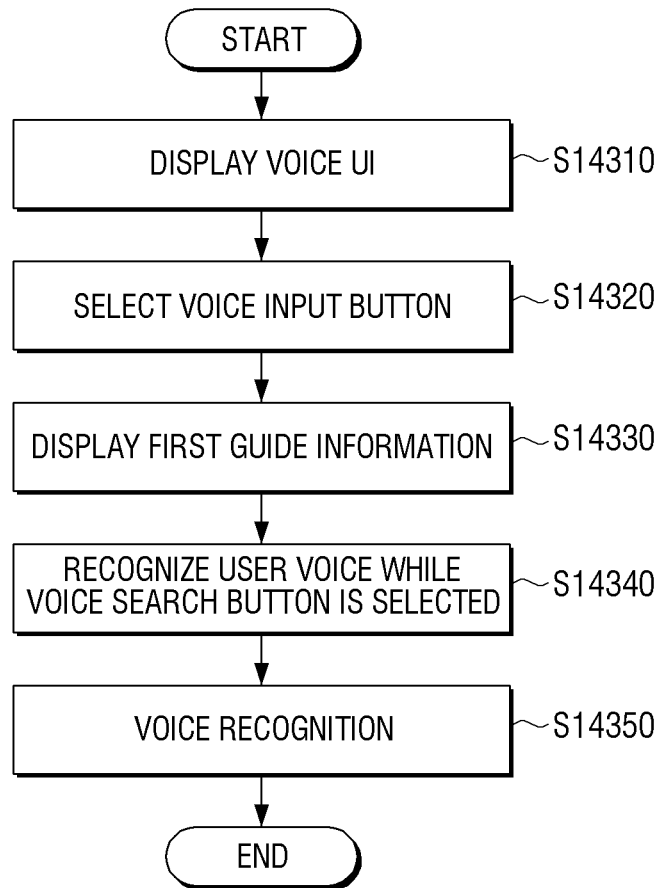 START
DISPLAY VOICE UI
S14310
SELECT VOICE INPUT BUTTON
S14320
DISPLAY FIRST GUIDE INFORMATION
S14330
RECOGNIZE USER VOICE WHILE
VOICE SEARCH BUTTON IS SELECTED
S14340
VOICE RECOGNITION
S14350
END